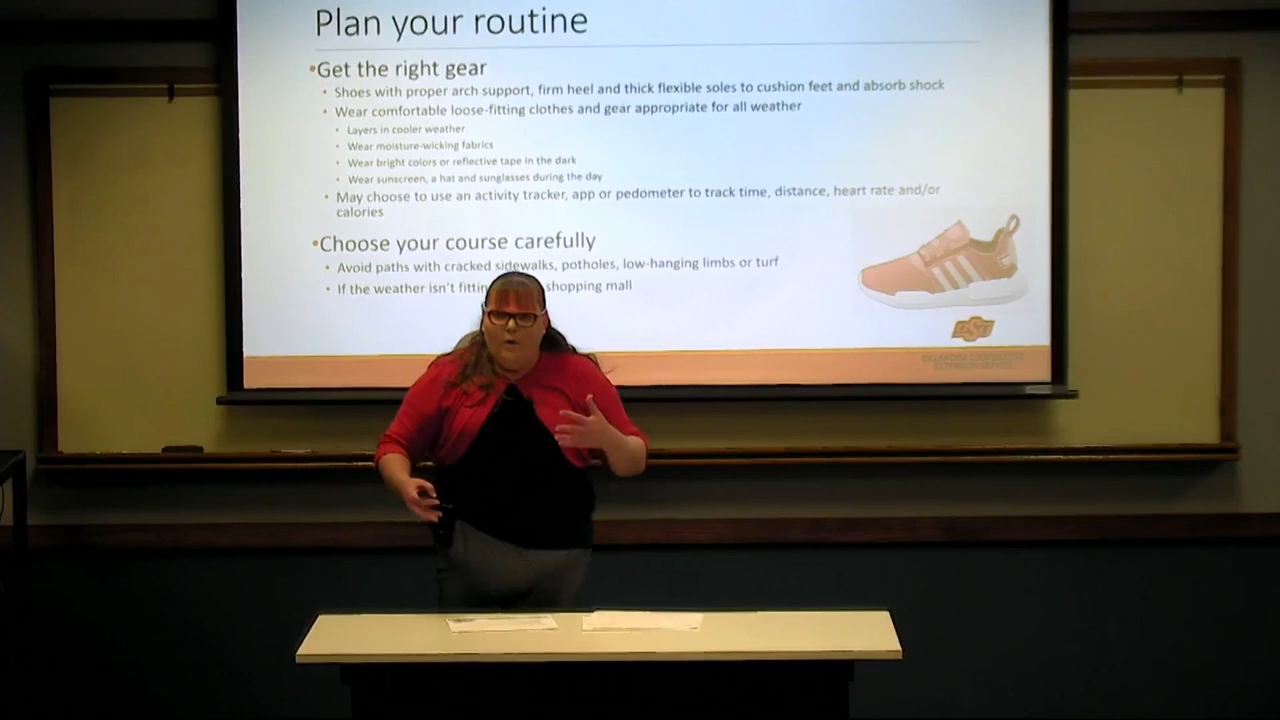 Plan your routine
•Get the right gear
• Shoes with proper arch support, firm heel and thick flexible soles to cushion feet and absorb shock
• Wear comfortable loose-fitting clothes and gear appropriate for all weather
• Layers in cooler weather
• Wear moisture-wicking fabrics
• Wear bright colors or reflective tape in the dark
• Wear sunscreen, a hat and sunglasses during the day
• May choose to use an activity tracker, app or pedometer to track time, distance, heart rate and/or
calories
•Choose your course carefully
• Avoid paths with cracked sidewalks, potholes, low-hanging limbs or turf
• If the weather isn't fittin shopping mall
OSU
OKLAHOMA COOPERATIVE
EXTENSION SERVICE